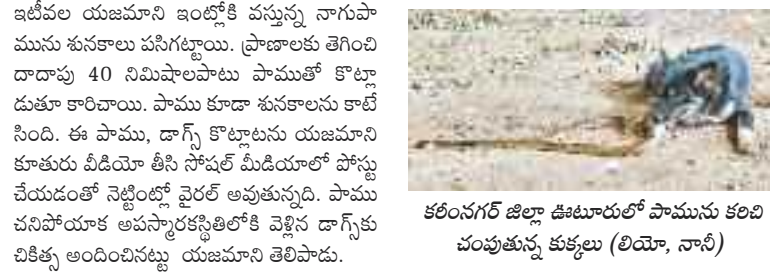 ఇటీవల యజమాని ఇంట్లోకి వస్తున్న నాగుపా
మును శునకాలు పసిగట్టాయి. ప్రాణాలకు తెగించి
దాదాపు 40 నిమిషాలపాటు పాముతో కొట్లా
డుతూ కారిచాయి. పాము కూడా శునకాలను కాటే
సింది. ఈ పాము, డాగ్స్ కొట్లాటను యజమాని
కూతురు వీడియో తీసి సోషల్ మీడియాలో పోస్టు
చేయడంతో నెట్టింట్లో వైరల్ అవుతున్నది. పాము
చనిపోయాక అపస్మారకస్థితిలోకి వెళ్లిన డాగ్స్‌కు
చికిత్స అందించినట్టు యజమాని తెలిపాడు.
కరీంనగర్ జిల్లా ఊటూరులో పామును కరిచి
చంపుతున్న కుక్కలు (లియో, నానీ)